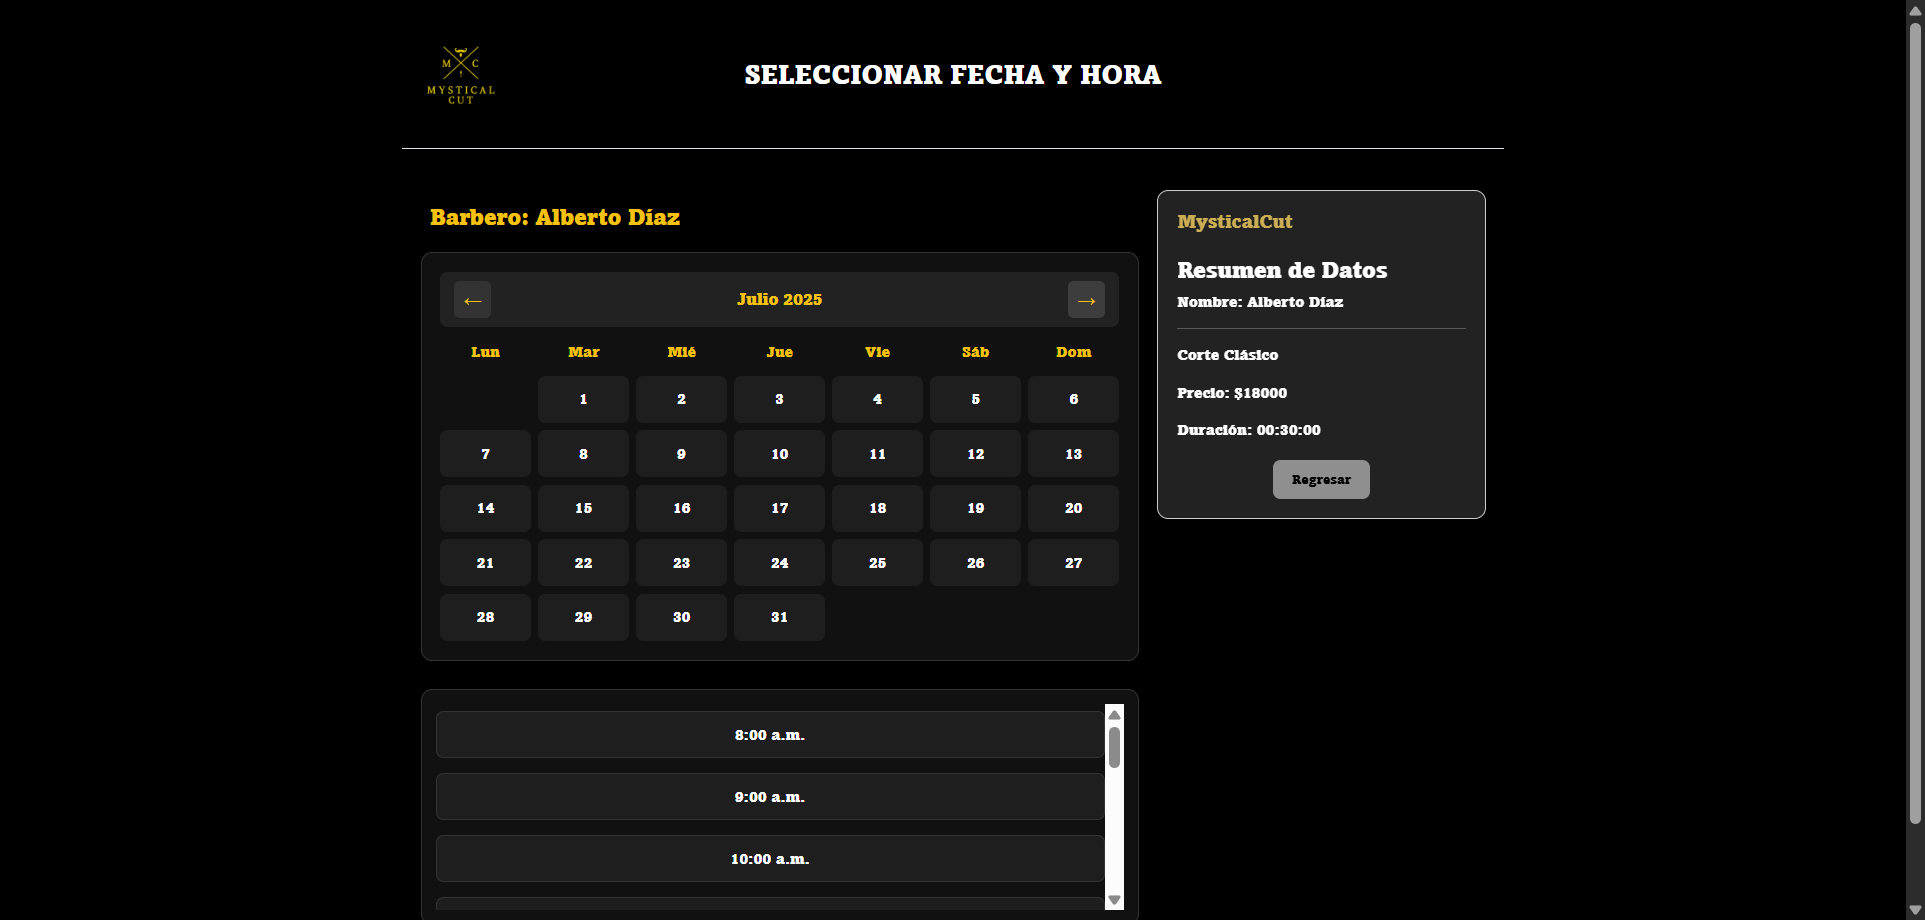 M C
MYSTICAL
CUT
SELECCIONAR FECHA Y HORA
Barbero: Alberto Díaz
← Julio 2025 →
Lun Mar Mié Jue Vie Sáb Dom
1 2 3 4 5 6
7 8 9 10 11 12 13
14 15 16 17 18 19 20
21 22 23 24 25 26 27
28 29 30 31
8:00 a.m.
9:00 a.m.
10:00 a.m.
MysticalCut
Resumen de Datos
Nombre: Alberto Díaz
Corte Clásico
Precio: $18000
Duración: 00:30:00
Regresar